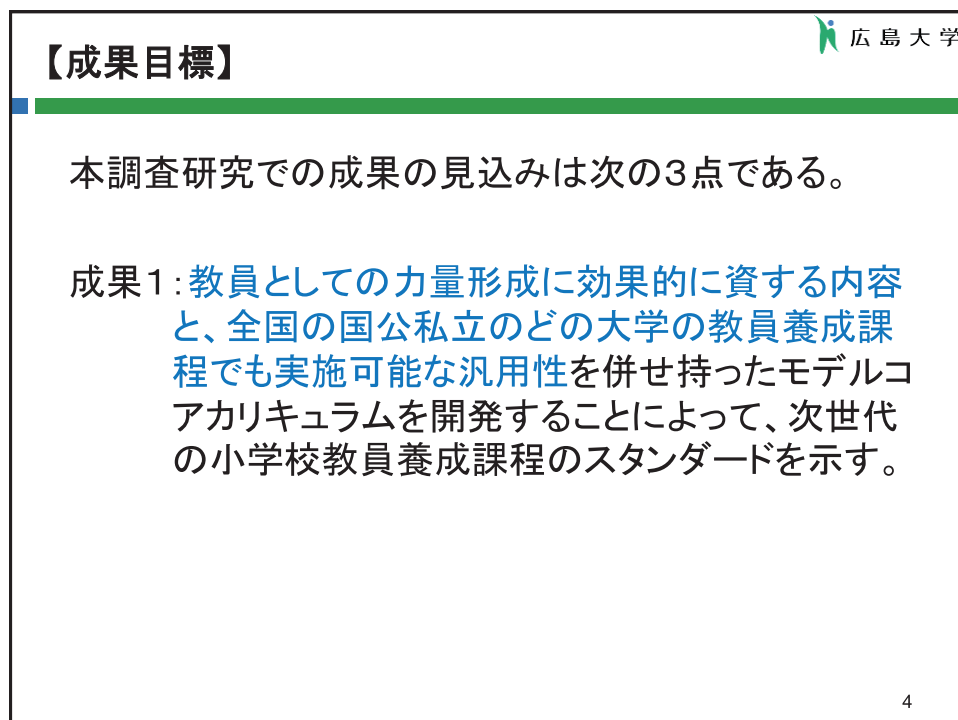 【成果目標】
広島大学
本調査研究での成果の見込みは次の３点である。
成果１:教員としての力量形成に効果的に資する内容
と、全国の国公私立のどの大学の教員養成課
程でも実施可能な汎用性を併せ持ったモデルコ
アカリキュラムを開発することによって、次世代
の小学校教員養成課程のスタンダードを示す。
4